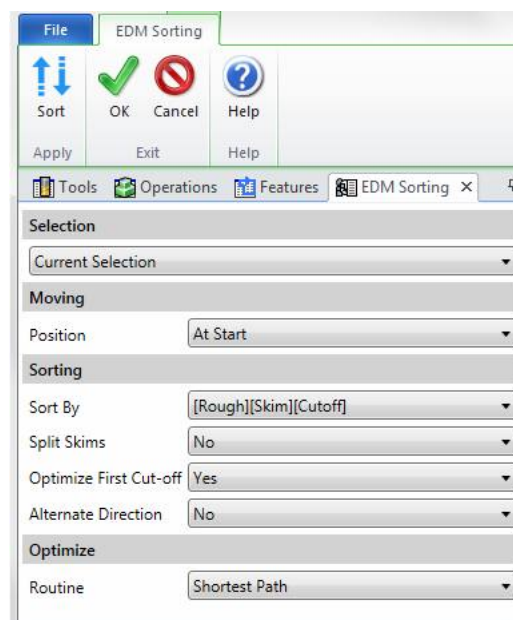 File EDM Sorting
Sort OK Cancel Help
Apply Exit Help
Tools Operations Features EDM Sorting
Selection
Current Selection
Moving
Position At Start
Sorting
Sort By [Rough][Skim][Cutoff]
Split Skims No
Optimize First Cut-off Yes
Alternate Direction No
Optimize
Routine Shortest Path